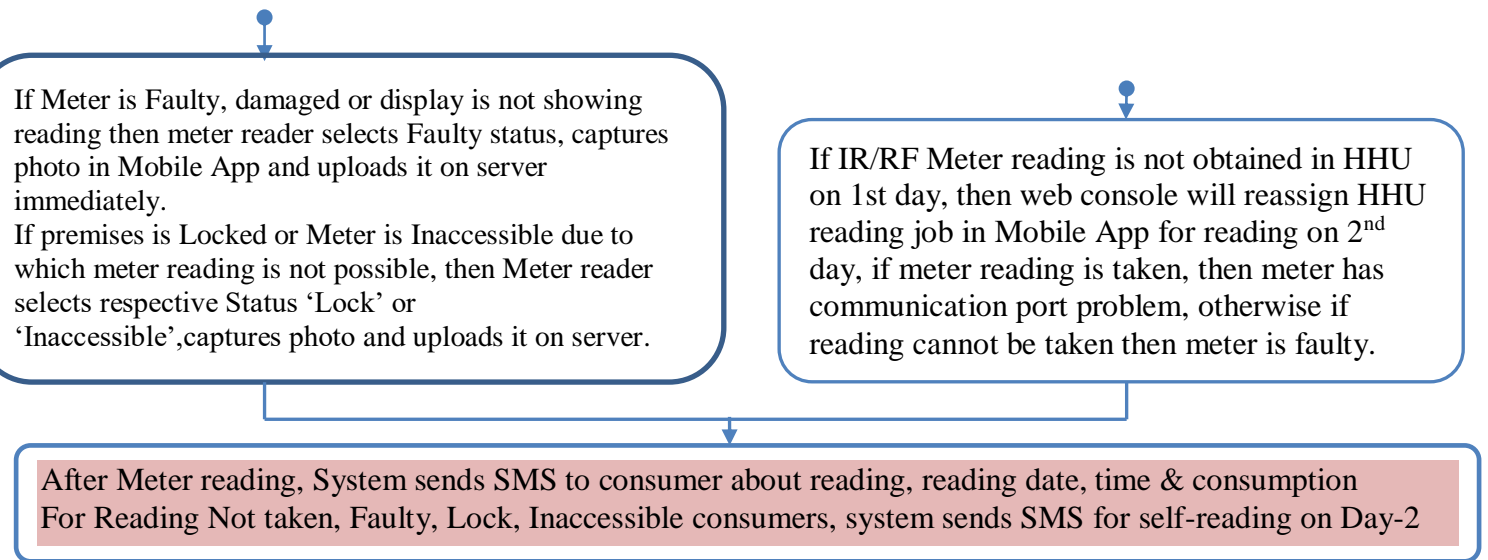 If Meter is Faulty, damaged or display is not showing
reading then meter reader selects Faulty status, captures
photo in Mobile App and uploads it on server
immediately.
If premises is Locked or Meter is Inaccessible due to
which meter reading is not possible, then Meter reader
selects respective Status ‘Lock’ or
‘Inaccessible’,captures photo and uploads it on server.
If IR/RF Meter reading is not obtained in HHU
on 1st day, then web console will reassign HHU
reading job in Mobile App for reading on 2nd
day, if meter reading is taken, then meter has
communication port problem, otherwise if
reading cannot be taken then meter is faulty.
After Meter reading, System sends SMS to consumer about reading, reading date, time & consumption
For Reading Not taken, Faulty, Lock, Inaccessible consumers, system sends SMS for self-reading on Day-2